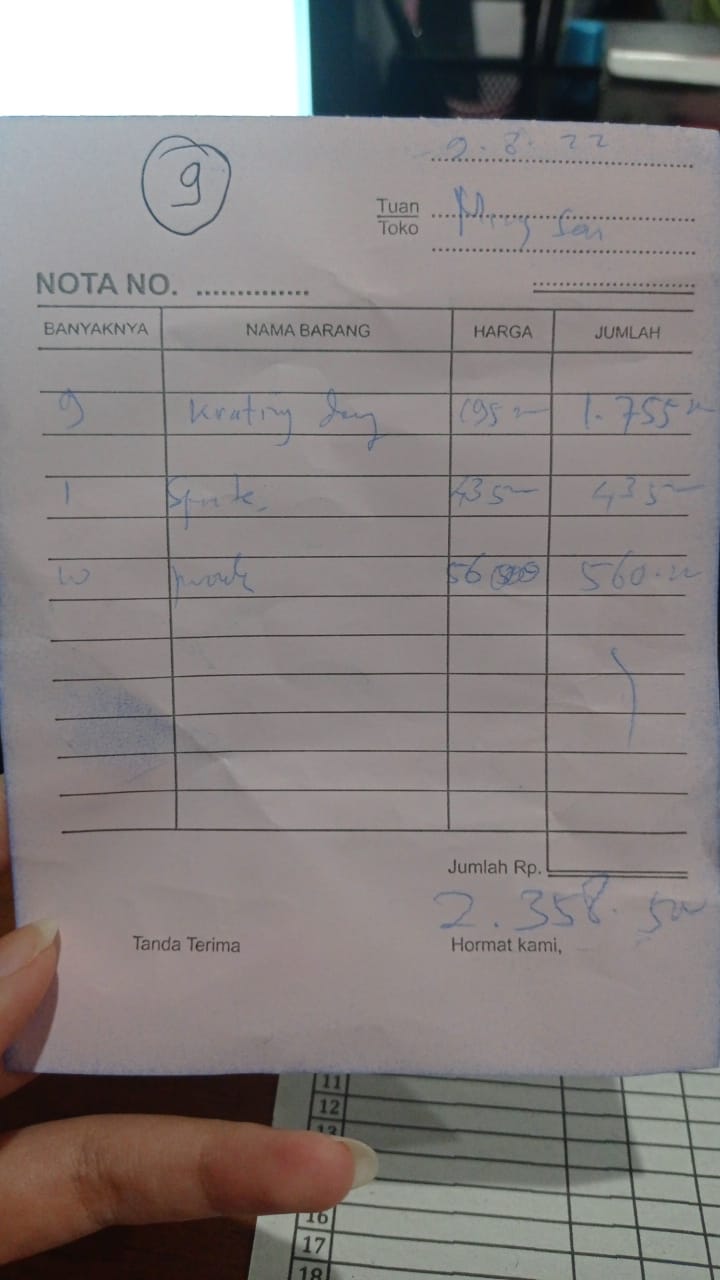 9
9.8.22
Tuan
Toko
NOTA NO. ..............
BANYAKNYA NAMA BARANG HARGA JUMLAH
9 Krating 195 1.755
1 Sprite 435 435
10 56000 560.
Jumlah Rp.
2.358.500
Tanda Terima Hormat kami,
11
12
13
16
17
18